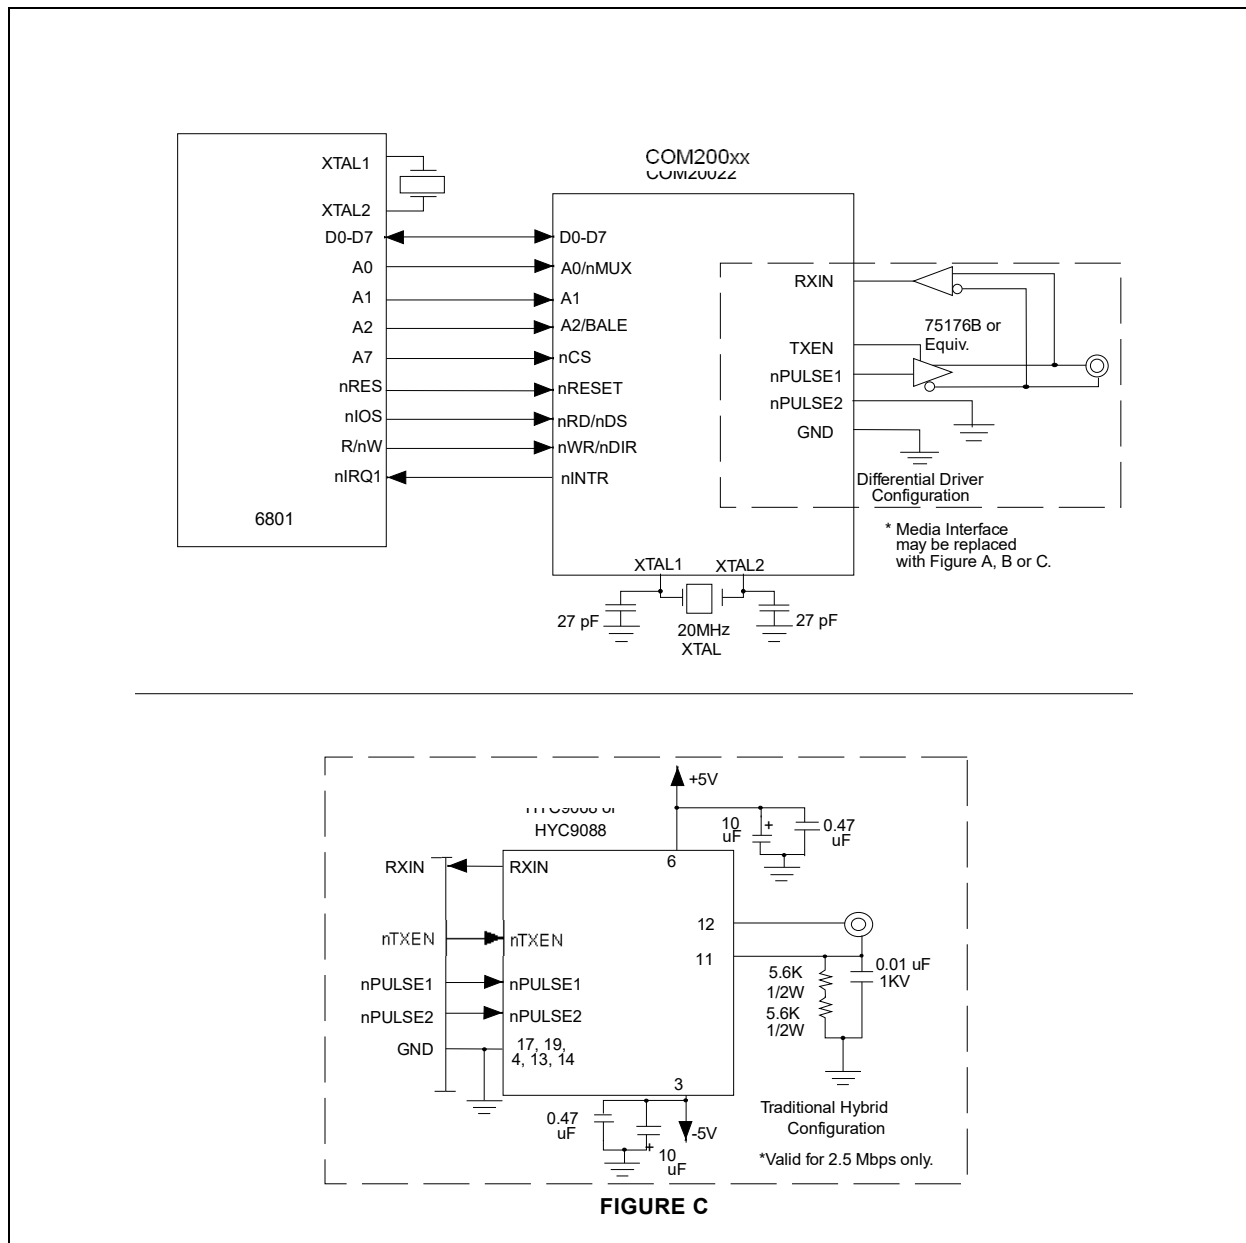 COM200xx
COM20022
XTAL1
XTAL2
D0-D7
A0
A1
A2
A7
nRES
nIOS
R/nW
nIRQ1
6801
D0-D7
A0/nMUX
A1
A2/BALE
nCS
nRESET
nRD/nDS
nWR/nDIR
nINTR
RXIN
TXEN
nPULSE1
nPULSE2
GND
75176B or
Equiv.
Differential Driver
Configuration
* Media Interface
may be replaced
with Figure A, B or C.
XTAL1
XTAL2
27 pF
20MHz
XTAL
27 pF
+5V
HYC9068 or
HYC9088
10
uF
+
0.47
uF
6
RXIN
nTXEN
nPULSE1
nPULSE2
GND
RXIN
nTXEN
nPULSE1
nPULSE2
17, 19,
4, 13, 14
12
11
3
5.6K
1/2W
5.6K
1/2W
0.01 uF
1KV
0.47
uF
+
10
uF
-5V
Traditional Hybrid
Configuration
*Valid for 2.5 Mbps only.
FIGURE C